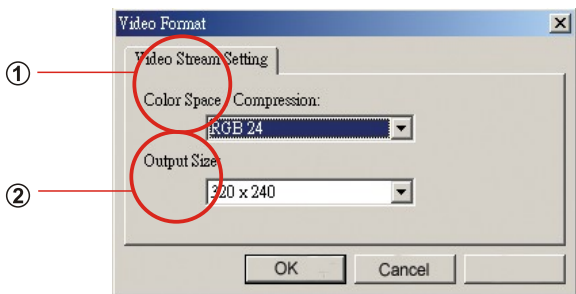 Video Format
Video Stream Setting
①
Color Space / Compression:
RGB 24
Output Size:
②
320 x 240
OK
Cancel